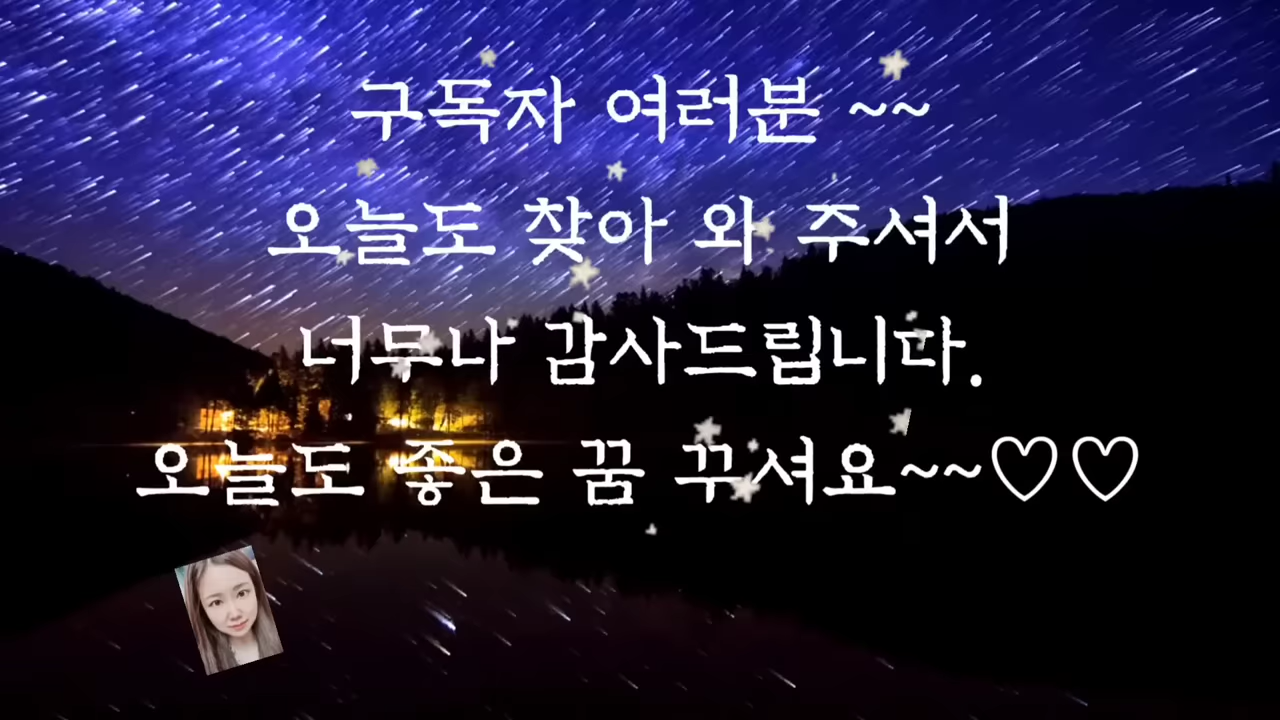 구독자 여러분 ~~
오늘도 찾아 와 주셔서
너무나 감사드립니다.
오늘도 좋은 꿈 꾸셔요~~♡♡